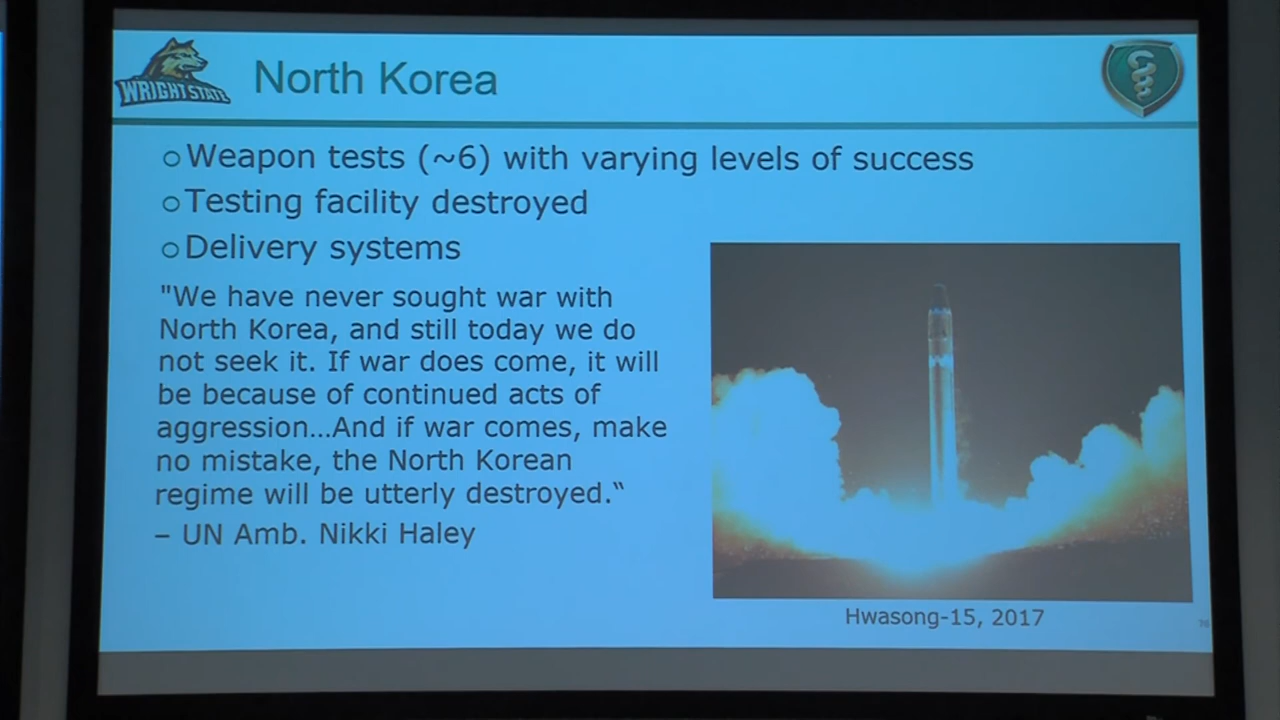 WRIGHT STATE
North Korea
Weapon tests (~6) with varying levels of success
Testing facility destroyed
Delivery systems
"We have never sought war with
North Korea, and still today we do
not seek it. If war does come, it will
be because of continued acts of
aggression…And if war comes, make
no mistake, the North Korean
regime will be utterly destroyed.‟
– UN Amb. Nikki Haley
Hwasong-15, 2017